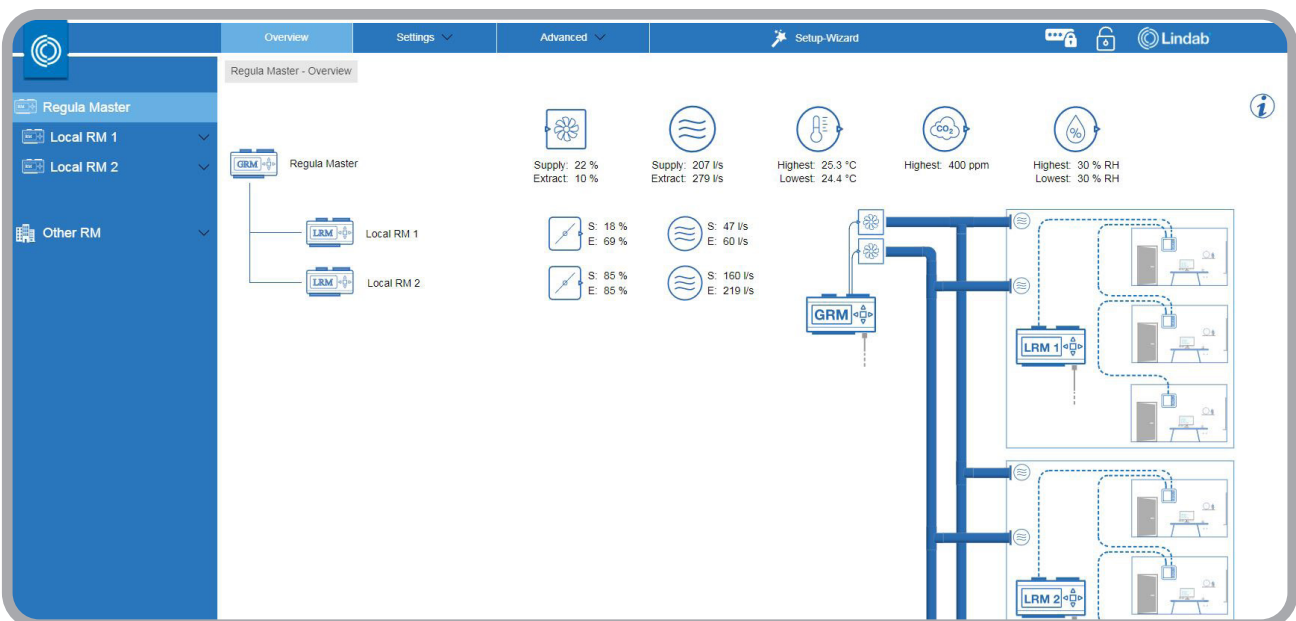 Overview
Settings
Advanced
Setup-Wizard
Lindab
Regula Master - Overview
Regula Master
Local RM 1
Local RM 2
Other RM
GRM
Regula Master
Supply: 22 %
Extract: 10 %
Supply: 207 l/s
Extract: 279 l/s
Highest: 25.3 °C
Lowest: 24.4 °C
CO₂
Highest: 400 ppm
%
Highest: 30 % RH
Lowest: 30 % RH
LRM
Local RM 1
S: 18 %
E: 69 %
S: 47 l/s
E: 60 l/s
LRM
Local RM 2
S: 85 %
E: 85 %
S: 160 l/s
E: 219 l/s
GRM
LRM 1
LRM 2